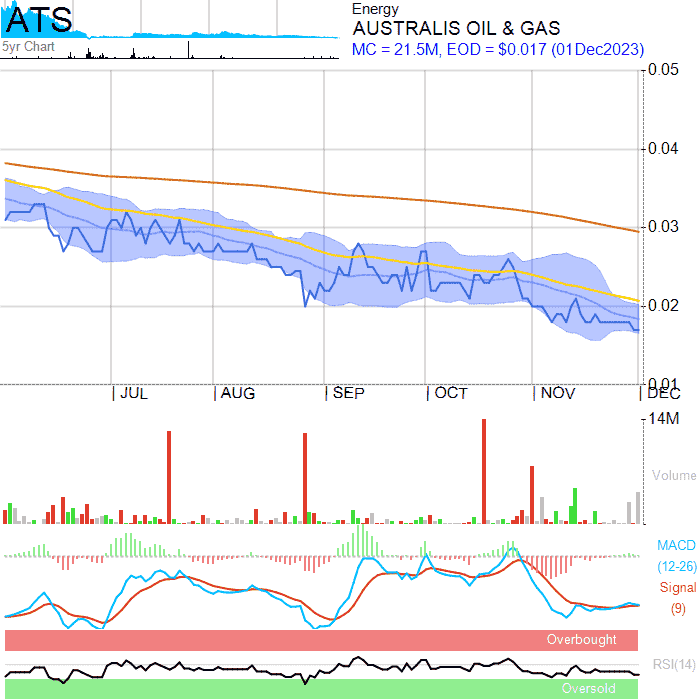 ATS
5yr Chart
Energy
AUSTRALIS OIL & GAS
MC = 21.5M, EOD = $0.017 (01Dec2023)
0.05
0.04
0.03
0.02
0.01
JUL
AUG
SEP
OCT
NOV
DEC
14M
Volume
MACD
(12-26)
Signal
(9)
Overbought
RSI(14)
Oversold